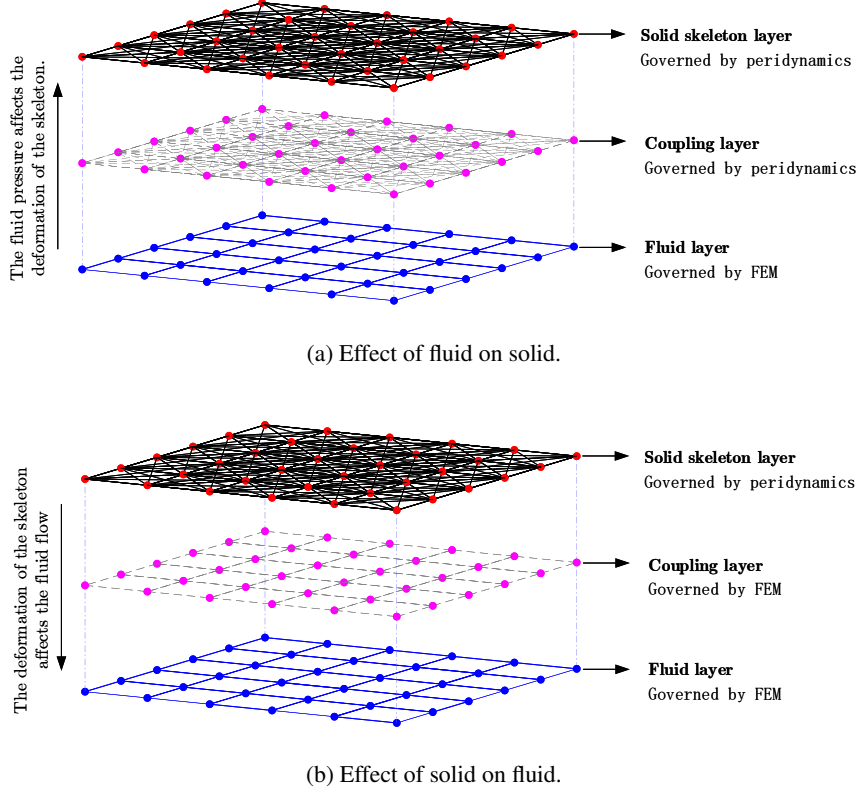 The fluid pressure affects the
deformation of the skeleton.
Solid skeleton layer
Governed by peridynamics
Coupling layer
Governed by peridynamics
Fluid layer
Governed by FEM
(a) Effect of fluid on solid.
The deformation of the skeleton
affects the fluid flow
Solid skeleton layer
Governed by peridynamics
Coupling layer
Governed by FEM
Fluid layer
Governed by FEM
(b) Effect of solid on fluid.